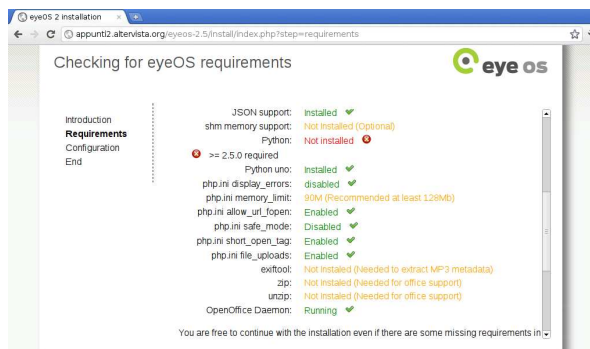 eyeOS 2 installation
appunti2.altervista.org/eyeos-2.5/install/index.php?step=requirements
Checking for eyeOS requirements
eye os
Introduction
Requirements
Configuration
End
JSON support: Installed
shm memory support: Not Installed (Optional)
Python: Not installed
>= 2.5.0 required
Python uno: Installed
php.ini display_errors: disabled
php.ini memory_limit: 90M (Recommended at least 128Mb)
php.ini allow_url_fopen: Enabled
php.ini safe_mode: Disabled
php.ini short_open_tag: Enabled
php.ini file_uploads: Enabled
exiftool: Not Instaled (Needed to extract MP3 metadata)
zip: Not Instaled (Needed for office support)
unzip: Not Instaled (Needed for office support)
OpenOffice Daemon: Running
You are free to continue with the installation even if there are some missing requirements in